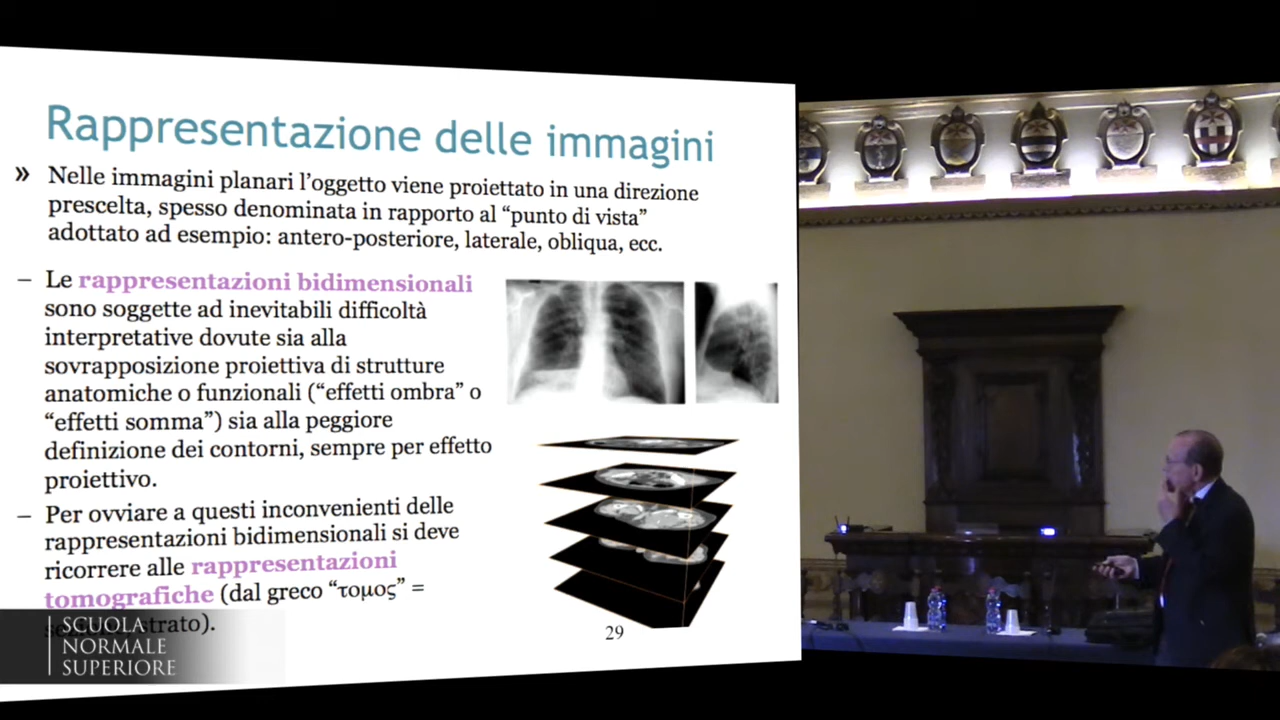 Rappresentazione delle immagini
» Nelle immagini planari l’oggetto viene proiettato in una direzione
prescelta, spesso denominata in rapporto al “punto di vista”
adottato ad esempio: antero-posteriore, laterale, obliqua, ecc.
– Le rappresentazioni bidimensionali
sono soggette ad inevitabili difficoltà
interpretative dovute sia alla
sovrapposizione proiettiva di strutture
anatomiche o funzionali (“effetti ombra” o
“effetti somma”) sia alla peggiore
definizione dei contorni, sempre per effetto
proiettivo.
– Per ovviare a questi inconvenienti delle
rappresentazioni bidimensionali si deve
ricorrere alle rappresentazioni
tomografiche (dal greco “τομος” =
strato).
29
SCUOLA
NORMALE
SUPERIORE